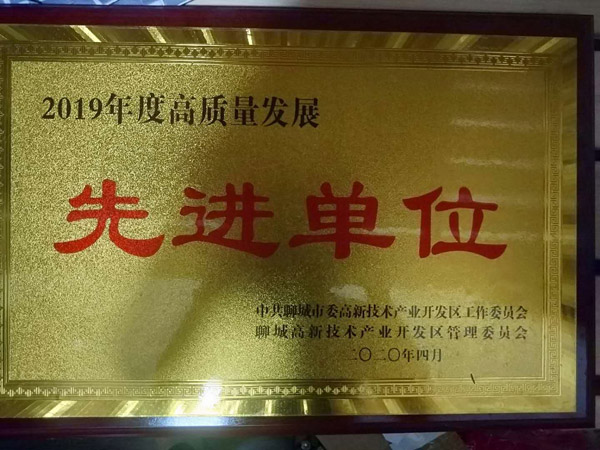 2019年度高质量发展
先进单位
中共聊城市委高新技术产业开发区工作委员会
聊城高新技术产业开发区管理委员会
二〇二〇年四月